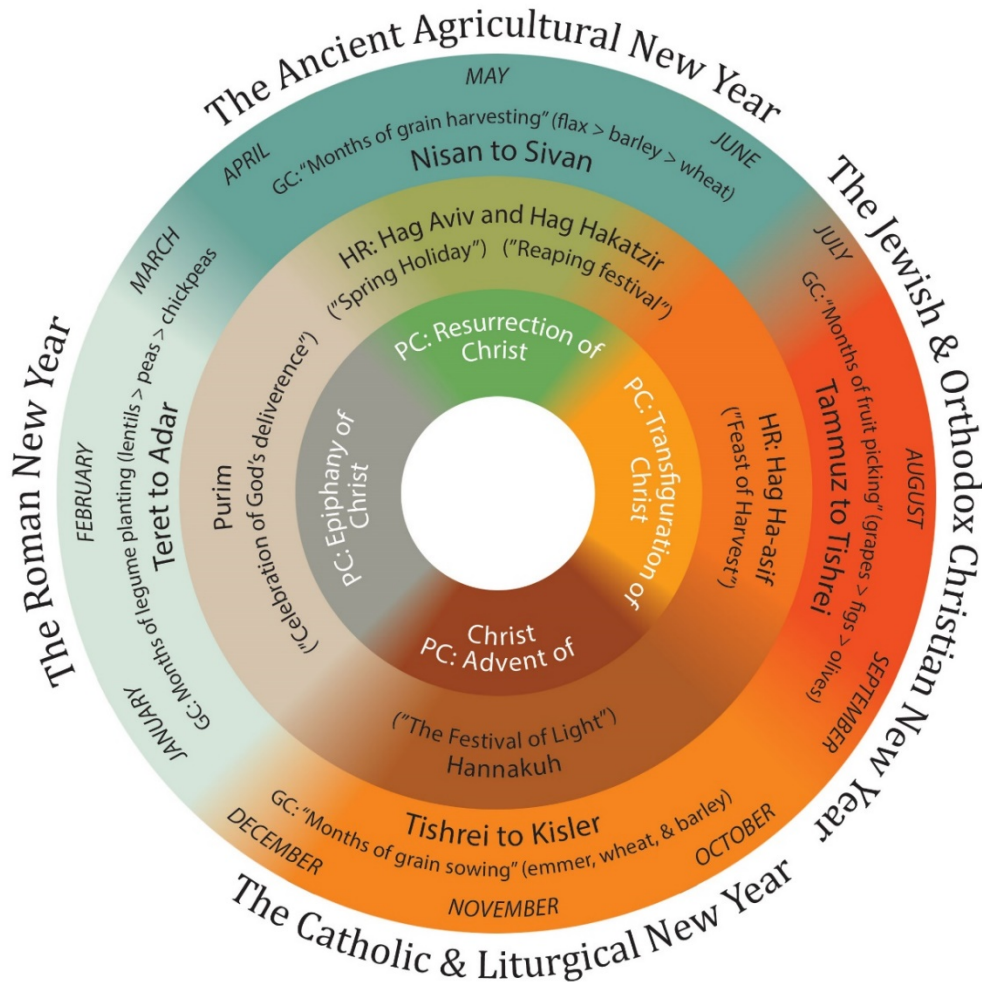 The Ancient Agricultural New Year
The Jewish & Orthodox Christian New Year
The Catholic & Liturgical New Year
The Roman New Year
APRIL
MAY
JUNE
GC: “Months of grain harvesting” (flax > barley > wheat)
Nisan to Sivan
HR: Hag Aviv and Hag Hakatzir
("Spring Holiday”)
("Reaping festival”)
PC: Resurrection of
Christ
JULY
AUGUST
SEPTEMBER
GC: “Months of fruit picking” (grapes > figs > olives)
Tammuz to Tishrei
HR: Hag Ha-asif
("Feast of Harvest”)
PC: Transfiguration of
Christ
Christ
PC: Advent of
("The Festival of Light”)
Hannakuh
Tishrei to Kisler
GC: “Months of grain sowing” (emmer, wheat, & barley)
OCTOBER
NOVEMBER
DECEMBER
JANUARY
FEBRUARY
MARCH
GC: Months of legume planting (lentils > peas > chickpeas
Teret to Adar
Purim
("Celebration of God’s deliverence”)
PC: Epiphany of
Christ